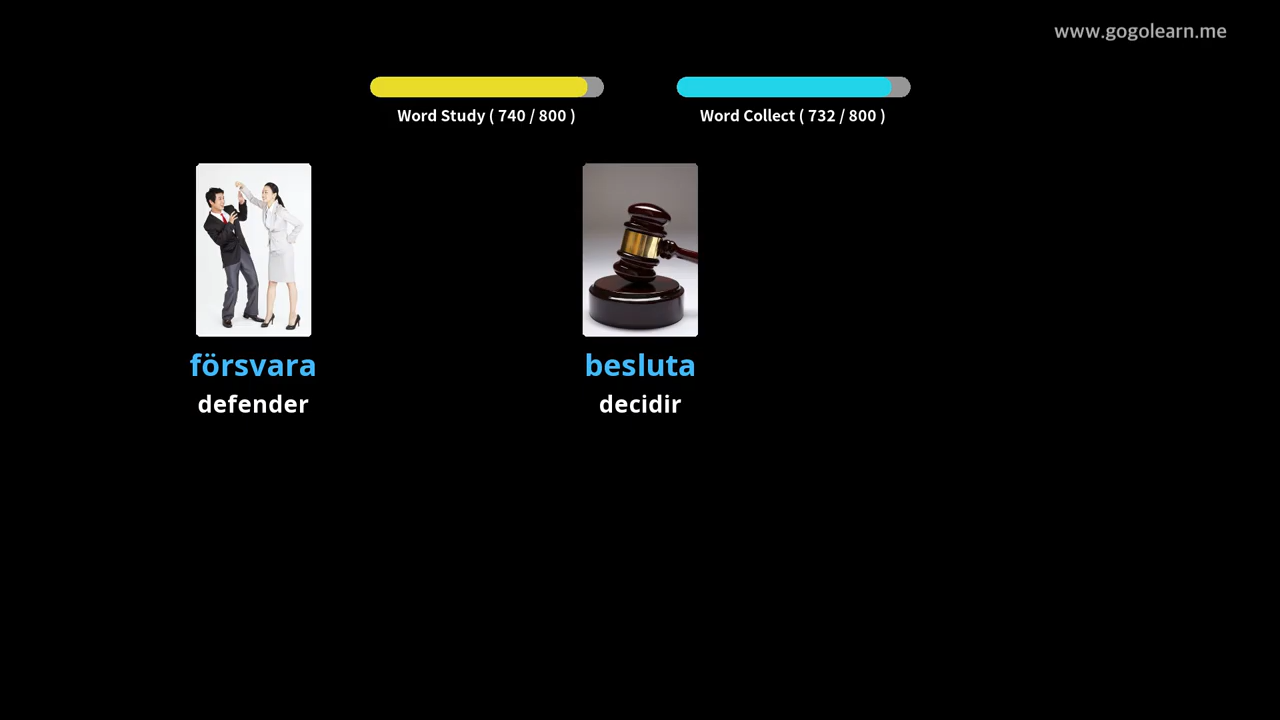 www.gogolearn.me
Word Study ( 740 / 800 )
Word Collect ( 732 / 800 )
försvara
defender
besluta
decidir